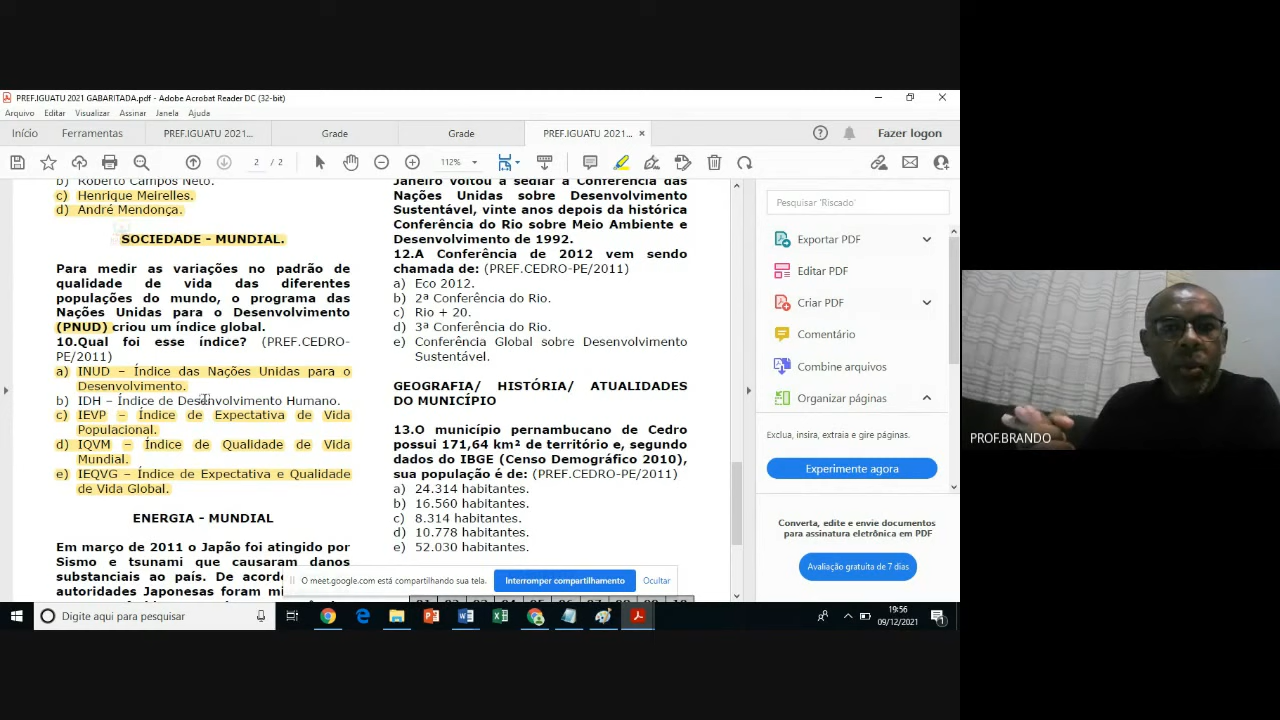 PREF.IGUATU 2021 GABARITADA.pdf - Adobe Acrobat Reader DC (32-bit)
Arquivo Editar Visualizar Assinar Janela Ajuda
Início Ferramentas PREF.IGUATU 2021... Grade Grade PREF.IGUATU 2021... × Fazer logon
2 / 2 112%
b) Roberto Campos Neto.
c) Henrique Meirelles.
d) André Mendonça.
SOCIEDADE - MUNDIAL.
Para medir as variações no padrão de
qualidade de vida das diferentes
populações do mundo, o programa das
Nações Unidas para o Desenvolvimento
(PNUD) criou um índice global.
10.Qual foi esse índice? (PREF.CEDRO-
PE/2011)
a) INUD – Índice das Nações Unidas para o
Desenvolvimento.
b) IDH – Índice de Desenvolvimento Humano.
c) IEVP – Índice de Expectativa de Vida
Populacional.
d) IQVM – Índice de Qualidade de Vida
Mundial.
e) IEQVG – Índice de Expectativa e Qualidade
de Vida Global.
ENERGIA - MUNDIAL
Em março de 2011 o Japão foi atingido por
Sismo e tsunami que causaram danos
substanciais ao país. De acord
autoridades Japonesas foram mi
Janeiro voltou a sediar a Conferência das
Nações Unidas sobre Desenvolvimento
Sustentável, vinte anos depois da histórica
Conferência do Rio sobre Meio Ambiente e
Desenvolvimento de 1992.
12.A Conferência de 2012 vem sendo
chamada de: (PREF.CEDRO-PE/2011)
a) Eco 2012.
b) 2ª Conferência do Rio.
c) Rio + 20.
d) 3ª Conferência do Rio.
e) Conferência Global sobre Desenvolvimento
Sustentável.
GEOGRAFIA/ HISTÓRIA/ ATUALIDADES
DO MUNICÍPIO
13.O município pernambucano de Cedro
possui 171,64 km² de território e, segundo
dados do IBGE (Censo Demográfico 2010),
sua população é de: (PREF.CEDRO-PE/2011)
a) 24.314 habitantes.
b) 16.560 habitantes.
c) 8.314 habitantes.
d) 10.778 habitantes.
e) 52.030 habitantes.
Pesquisar 'Riscado'
Exportar PDF
Editar PDF
Criar PDF
Comentário
Combine arquivos
Organizar páginas
Exclua, insira, extraia e gire páginas.
Experimente agora
Converta, edite e envie documentos
para assinatura eletrônica em PDF
Avaliação gratuita de 7 dias
O meet.google.com está compartilhando sua tela. Interromper compartilhamento Ocultar
Digite aqui para pesquisar
19:56
09/12/2021
PROF.BRANDO